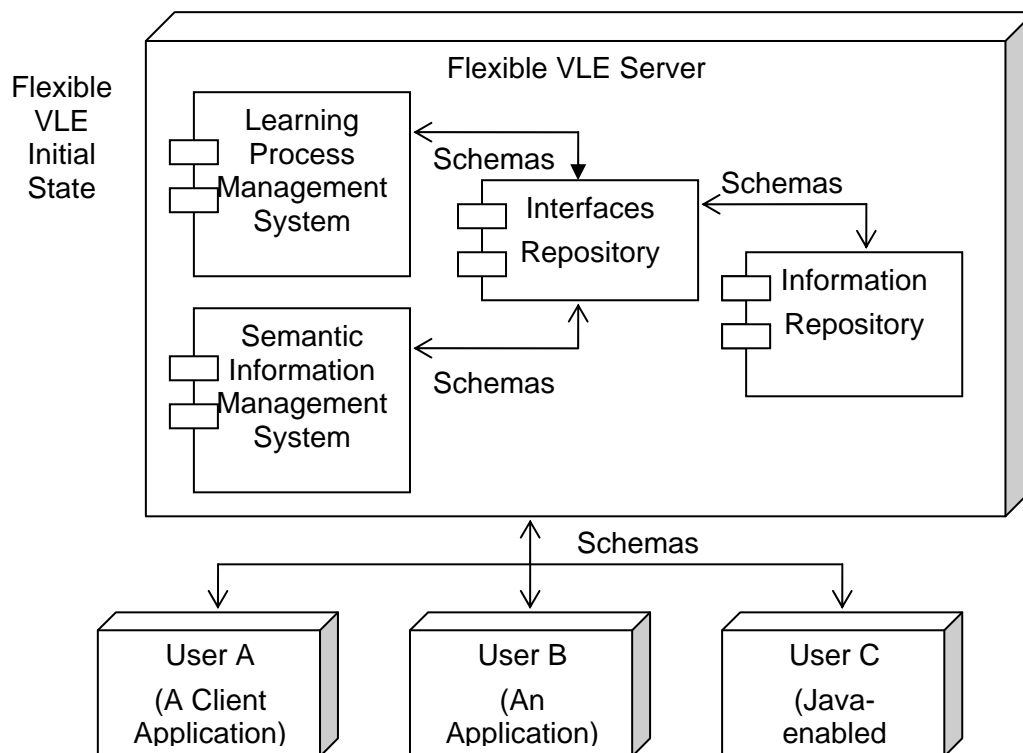 Flexible VLE Server
Flexible
VLE
Initial
State
Learning
Process
Management
System
Schemas
Interfaces
Repository
Schemas
Information
Repository
Semantic
Information
Management
System
Schemas
Schemas
User A
(A Client
Application)
User B
(An
Application)
User C
(Java-
enabled